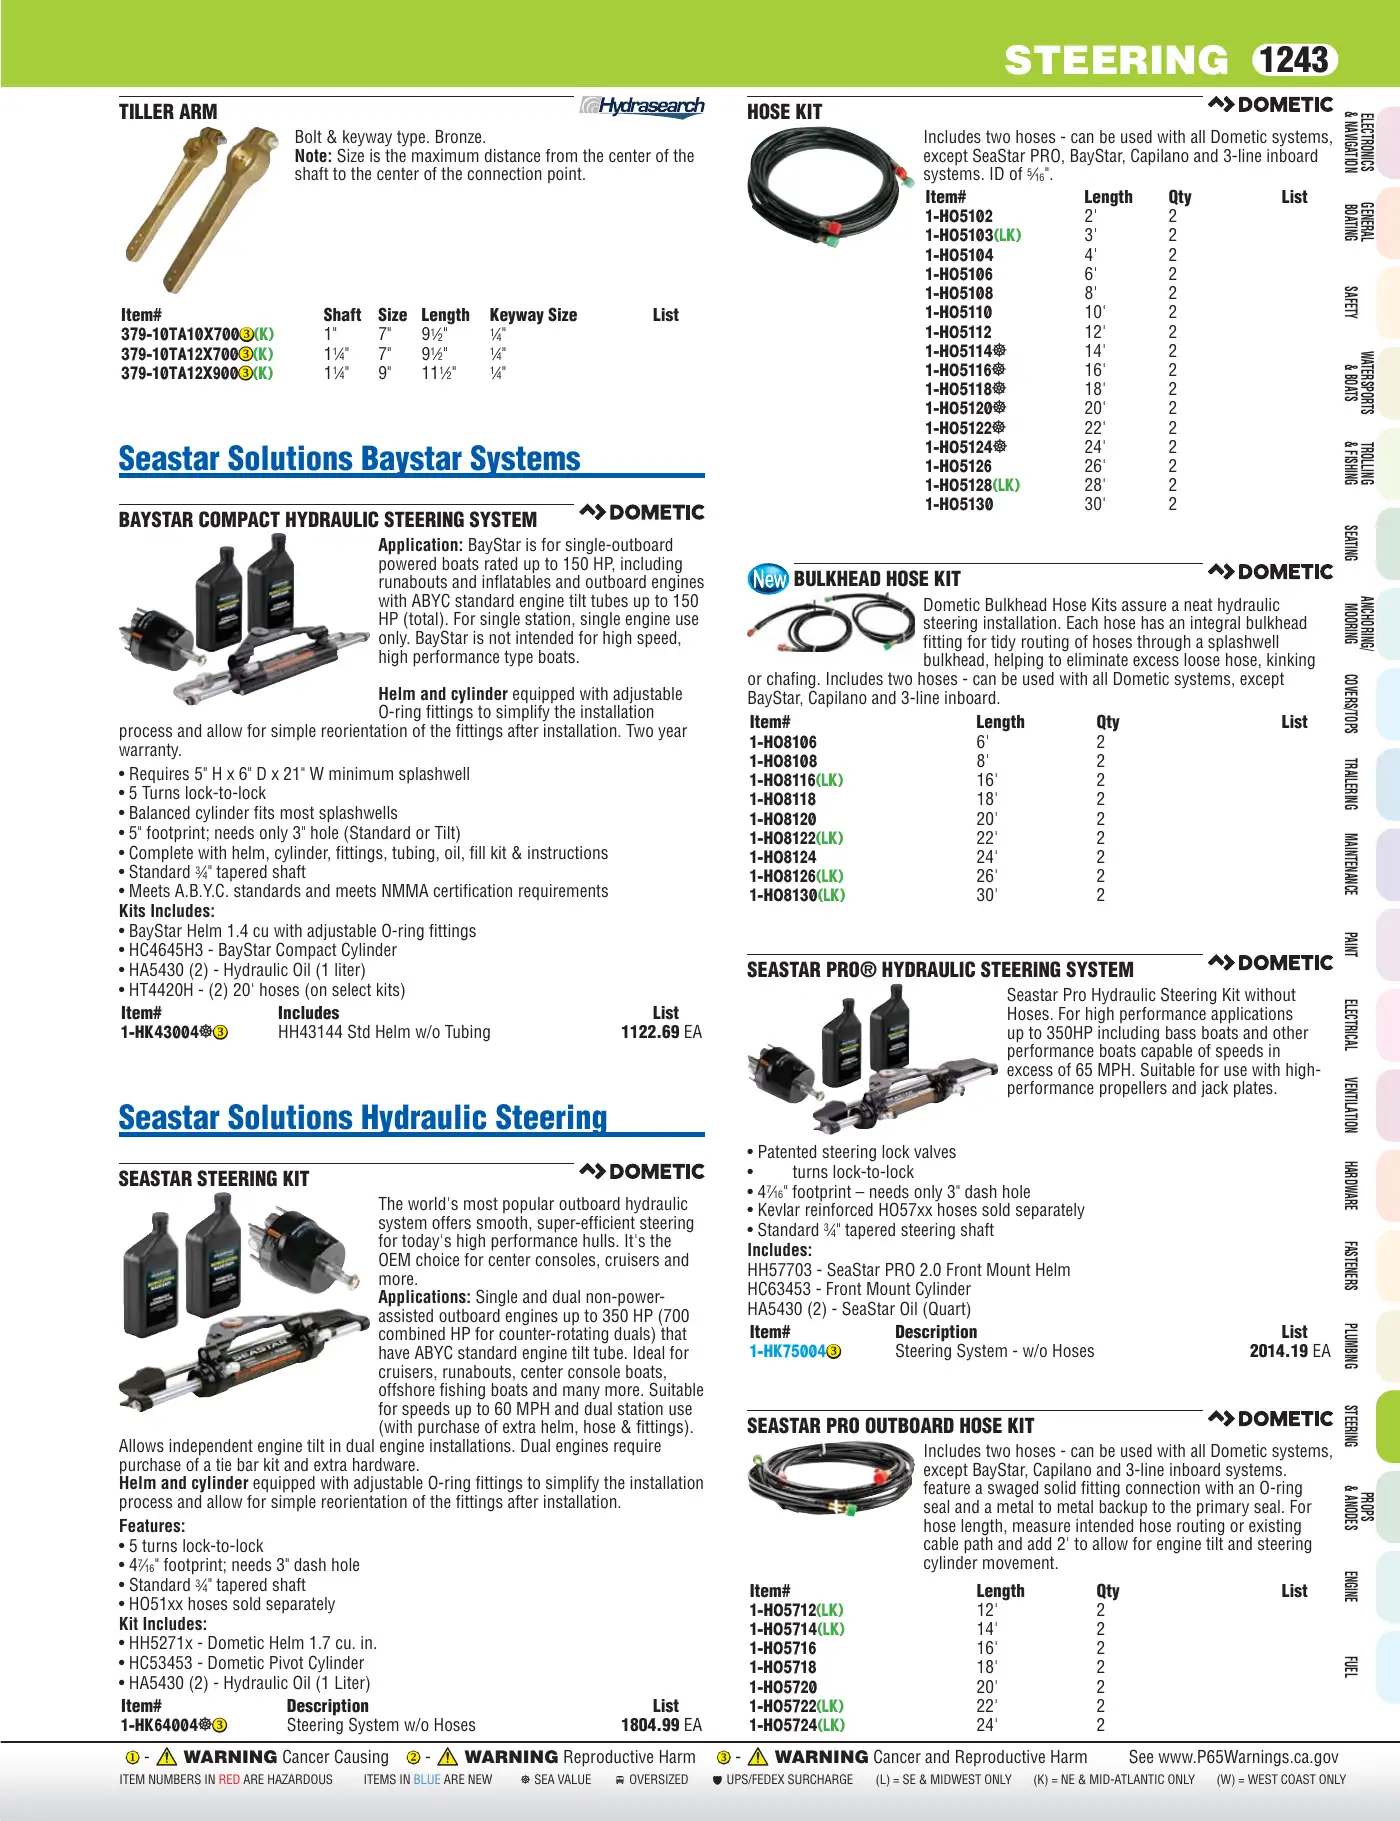 STEERING 1243
TILLER ARM
Hydrasearch
Bolt & keyway type. Bronze.
Note: Size is the maximum distance from the center of the
shaft to the center of the connection point.
Item# Shaft Size Length Keyway Size List
379-10TA10X700③(K) 1" 7" 9½" ¼"
379-10TA12X700③(K) 1¼" 7" 9½" ¼"
379-10TA12X900③(K) 1¼" 9" 11½" ¼"
Seastar Solutions Baystar Systems
BAYSTAR COMPACT HYDRAULIC STEERING SYSTEM
DOMETIC
Application: BayStar is for single-outboard
powered boats rated up to 150 HP, including
runabouts and inflatables and outboard engines
with ABYC standard engine tilt tubes up to 150
HP (total). For single station, single engine use
only. BayStar is not intended for high speed,
high performance type boats.
Helm and cylinder equipped with adjustable
O-ring fittings to simplify the installation
process and allow for simple reorientation of the fittings after installation. Two year
warranty.
• Requires 5" H x 6" D x 21" W minimum splashwell
• 5 Turns lock-to-lock
• Balanced cylinder fits most splashwells
• 5" footprint; needs only 3" hole (Standard or Tilt)
• Complete with helm, cylinder, fittings, tubing, oil, fill kit & instructions
• Standard ¾" tapered shaft
• Meets A.B.Y.C. standards and meets NMMA certification requirements
Kits Includes:
• BayStar Helm 1.4 cu with adjustable O-ring fittings
• HC4645H3 - BayStar Compact Cylinder
• HA5430 (2) - Hydraulic Oil (1 liter)
• HT4420H - (2) 20' hoses (on select kits)
Item# Includes List
1-HK43004☸③ HH43144 Std Helm w/o Tubing 1122.69 EA
Seastar Solutions Hydraulic Steering
SEASTAR STEERING KIT
DOMETIC
The world's most popular outboard hydraulic
system offers smooth, super-efficient steering
for today's high performance hulls. It's the
OEM choice for center consoles, cruisers and
more.
Applications: Single and dual non-power-
assisted outboard engines up to 350 HP (700
combined HP for counter-rotating duals) that
have ABYC standard engine tilt tube. Ideal for
cruisers, runabouts, center console boats,
offshore fishing boats and many more. Suitable
for speeds up to 60 MPH and dual station use
(with purchase of extra helm, hose & fittings).
Allows independent engine tilt in dual engine installations. Dual engines require
purchase of a tie bar kit and extra hardware.
Helm and cylinder equipped with adjustable O-ring fittings to simplify the installation
process and allow for simple reorientation of the fittings after installation.
Features:
• 5 turns lock-to-lock
• 4⁷⁄₁₆" footprint; needs 3" dash hole
• Standard ¾" tapered shaft
• HO51xx hoses sold separately
Kit Includes:
• HH5271x - Dometic Helm 1.7 cu. in.
• HC53453 - Dometic Pivot Cylinder
• HA5430 (2) - Hydraulic Oil (1 Liter)
Item# Description List
1-HK64004☸③ Steering System w/o Hoses 1804.99 EA
HOSE KIT
DOMETIC
Includes two hoses - can be used with all Dometic systems,
except SeaStar PRO, BayStar, Capilano and 3-line inboard
systems. ID of ⁵⁄₁₆".
Item# Length Qty List
1-HO5102 2' 2
1-HO5103(LK) 3' 2
1-HO5104 4' 2
1-HO5106 6' 2
1-HO5108 8' 2
1-HO5110 10' 2
1-HO5112 12' 2
1-HO5114☸ 14' 2
1-HO5116☸ 16' 2
1-HO5118☸ 18' 2
1-HO5120☸ 20' 2
1-HO5122☸ 22' 2
1-HO5124☸ 24' 2
1-HO5126 26' 2
1-HO5128(LK) 28' 2
1-HO5130 30' 2
New BULKHEAD HOSE KIT
DOMETIC
Dometic Bulkhead Hose Kits assure a neat hydraulic
steering installation. Each hose has an integral bulkhead
fitting for tidy routing of hoses through a splashwell
bulkhead, helping to eliminate excess loose hose, kinking
or chafing. Includes two hoses - can be used with all Dometic systems, except
BayStar, Capilano and 3-line inboard.
Item# Length Qty List
1-HO8106 6' 2
1-HO8108 8' 2
1-HO8116(LK) 16' 2
1-HO8118 18' 2
1-HO8120 20' 2
1-HO8122(LK) 22' 2
1-HO8124 24' 2
1-HO8126(LK) 26' 2
1-HO8130(LK) 30' 2
SEASTAR PRO® HYDRAULIC STEERING SYSTEM
DOMETIC
Seastar Pro Hydraulic Steering Kit without
Hoses. For high performance applications
up to 350HP including bass boats and other
performance boats capable of speeds in
excess of 65 MPH. Suitable for use with high-
performance propellers and jack plates.
• Patented steering lock valves
• turns lock-to-lock
• 4⁷⁄₁₆" footprint – needs only 3" dash hole
• Kevlar reinforced HO57xx hoses sold separately
• Standard ¾" tapered steering shaft
Includes:
HH57703 - SeaStar PRO 2.0 Front Mount Helm
HC63453 - Front Mount Cylinder
HA5430 (2) - SeaStar Oil (Quart)
Item# Description List
1-HK75004③ Steering System - w/o Hoses 2014.19 EA
SEASTAR PRO OUTBOARD HOSE KIT
DOMETIC
Includes two hoses - can be used with all Dometic systems,
except BayStar, Capilano and 3-line inboard systems.
feature a swaged solid fitting connection with an O-ring
seal and a metal to metal backup to the primary seal. For
hose length, measure intended hose routing or existing
cable path and add 2' to allow for engine tilt and steering
cylinder movement.
Item# Length Qty List
1-HO5712(LK) 12' 2
1-HO5714(LK) 14' 2
1-HO5716 16' 2
1-HO5718 18' 2
1-HO5720 20' 2
1-HO5722(LK) 22' 2
1-HO5724(LK) 24' 2
ELECTRONICS
& NAVIGATION
GENERAL
BOATING
SAFETY
WATERSPORTS
& BOATS
TROLLING
& FISHING
SEATING
ANCHORING/
MOORING
COVERS/TOPS
TRAILERING
MAINTENANCE
PAINT
ELECTRICAL
VENTILATION
HARDWARE
FASTENERS
PLUMBING
STEERING
PROPS
& ANODES
ENGINE
FUEL
① - ⚠ WARNING Cancer Causing ② - ⚠ WARNING Reproductive Harm ③ - ⚠ WARNING Cancer and Reproductive Harm See www.P65Warnings.ca.gov
ITEM NUMBERS IN RED ARE HAZARDOUS ITEMS IN BLUE ARE NEW ☸ SEA VALUE OVERSIZED UPS/FEDEX SURCHARGE (L) = SE & MIDWEST ONLY (K) = NE & MID-ATLANTIC ONLY (W) = WEST COAST ONLY